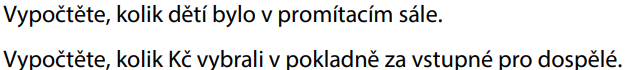 Vypočtěte, kolik dětí bylo v promítacím sále.
Vypočtěte, kolik Kč vybrali v pokladně za vstupné pro dospělé.